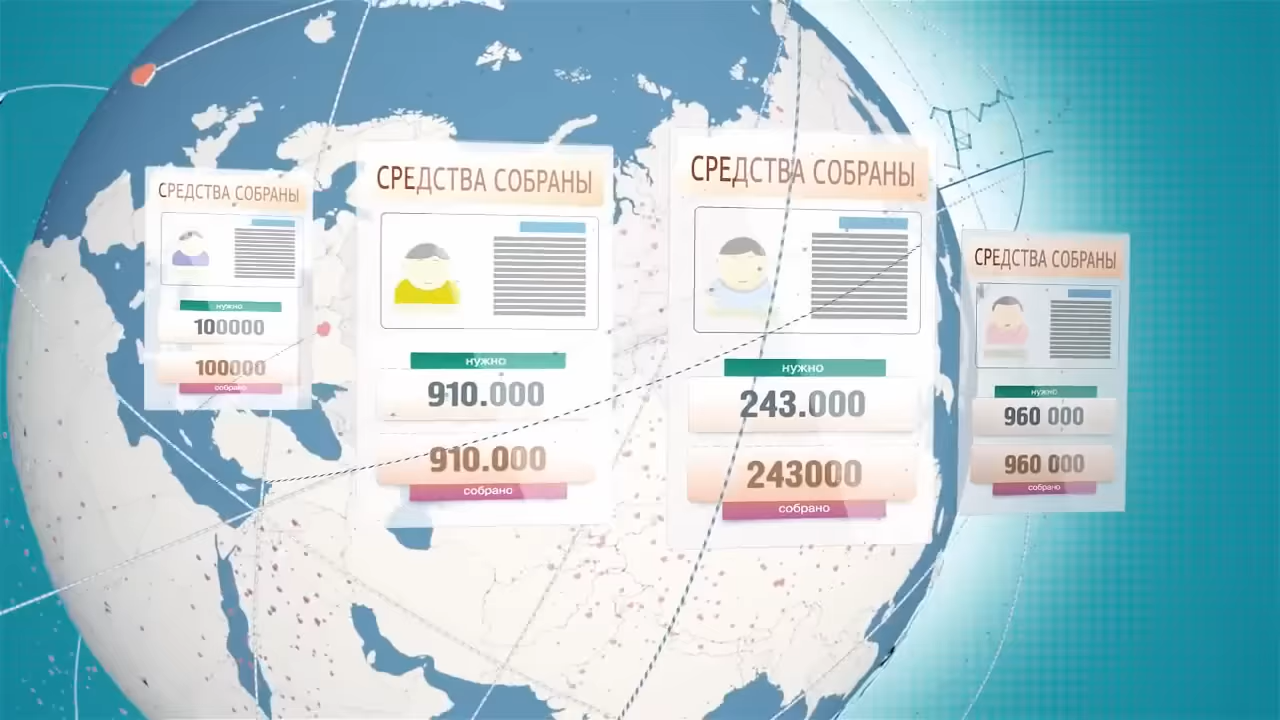 СРЕДСТВА СОБРАНЫ
нужно
100000
100000
собрано
СРЕДСТВА СОБРАНЫ
нужно
910.000
910.000
собрано
СРЕДСТВА СОБРАНЫ
нужно
243.000
243000
собрано
СРЕДСТВА СОБРАНЫ
нужно
960 000
960 000
собрано